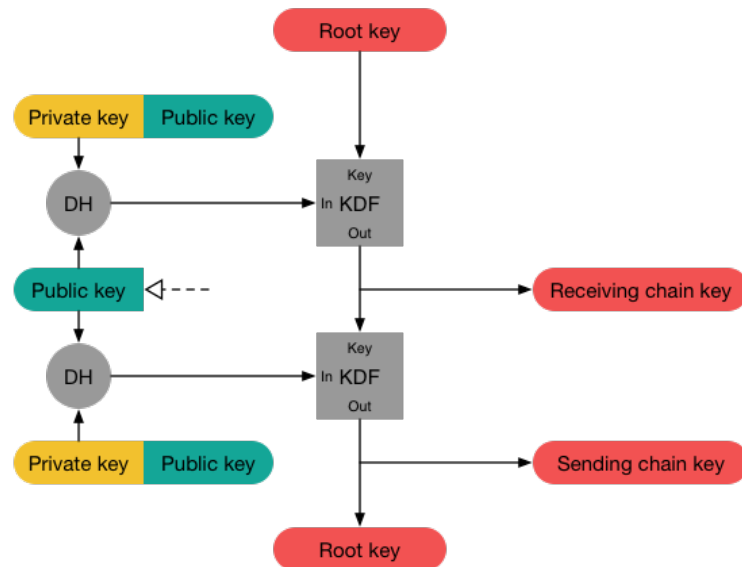 Root key
Private key Public key
Key
DH
In KDF
Out
Public key
Receiving chain key
Key
DH
In KDF
Out
Private key Public key
Sending chain key
Root key